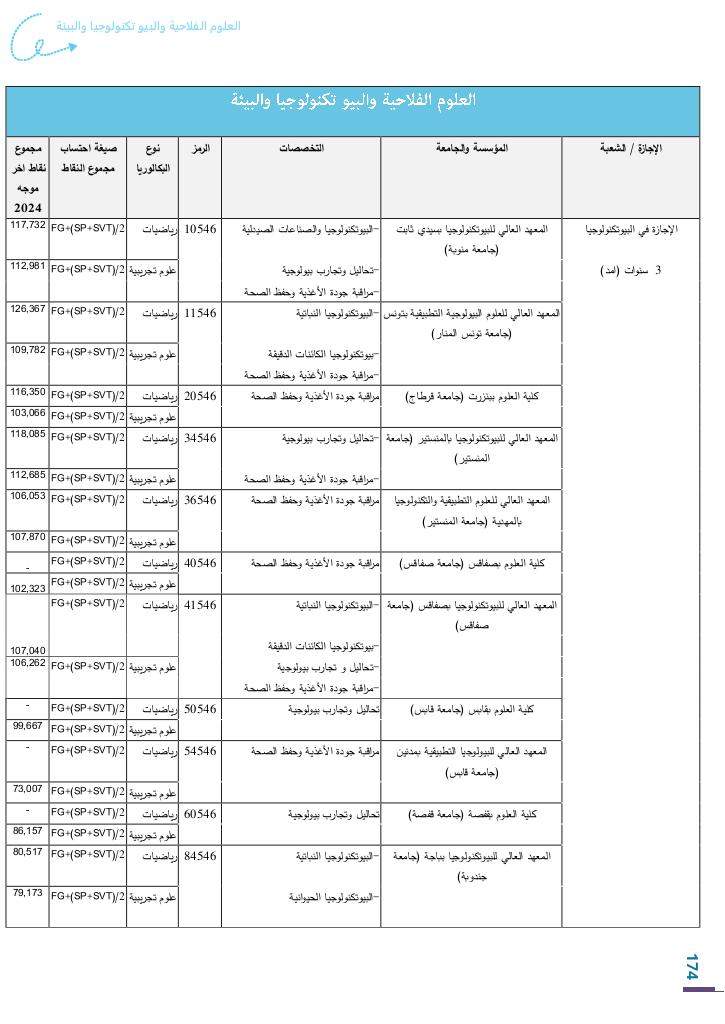 العلوم الفلاحية والبيو تكنولوجيا والبيئة
العلوم الفلاحية والبيو تكنولوجيا والبيئة
الإجازة / الشعبة المؤسسة والجامعة التخصصات الرمز نوع البكالوريا صيغة احتساب مجموع النقاط مجموع نقاط اخر موجه 2024
الإجازة في البيوتكنولوجيا المعهد العالي للبيوتكنولوجيا بسيدي ثابت -البيوتكنولوجيا والصناعات الصيدلية 10546 رياضيات FG+(SP+SVT)/2 117,732
(جامعة منوبة)
3 سنوات (أمد) -تحاليل وتجارب بيولوجية علوم تجريبية FG+(SP+SVT)/2 112,981
-مراقبة جودة الأغذية وحفظ الصحة
المعهد العالي للعلوم البيولوجية التطبيقية بتونس -البيوتكنولوجيا النباتية 11546 رياضيات FG+(SP+SVT)/2 126,367
(جامعة تونس المنار)
-بيوتكنولوجيا الكائنات الدقيقة علوم تجريبية FG+(SP+SVT)/2 109,782
-مراقبة جودة الأغذية وحفظ الصحة
كلية العلوم ببنزرت (جامعة قرطاج) مراقبة جودة الأغذية وحفظ الصحة 20546 رياضيات FG+(SP+SVT)/2 116,350
علوم تجريبية FG+(SP+SVT)/2 103,066
المعهد العالي للبيوتكنولوجيا بالمنستير (جامعة -تحاليل وتجارب بيولوجية 34546 رياضيات FG+(SP+SVT)/2 118,085
المنستير)
-مراقبة جودة الأغذية وحفظ الصحة علوم تجريبية FG+(SP+SVT)/2 112,685
المعهد العالي للعلوم التطبيقية والتكنولوجيا مراقبة جودة الأغذية وحفظ الصحة 36546 رياضيات FG+(SP+SVT)/2 106,053
بالمهدية (جامعة المنستير)
علوم تجريبية FG+(SP+SVT)/2 107,870
كلية العلوم بصفاقس (جامعة صفاقس) مراقبة جودة الأغذية وحفظ الصحة 40546 رياضيات FG+(SP+SVT)/2 -
علوم تجريبية FG+(SP+SVT)/2 102,323
المعهد العالي للبيوتكنولوجيا بصفاقس (جامعة -البيوتكنولوجيا النباتية 41546 رياضيات FG+(SP+SVT)/2
صفاقس)
-بيوتكنولوجيا الكائنات الدقيقة 107,040
-تحاليل و تجارب بيولوجية علوم تجريبية FG+(SP+SVT)/2 106,262
-مراقبة جودة الأغذية وحفظ الصحة
كلية العلوم بقابس (جامعة قابس) تحاليل وتجارب بيولوجية 50546 رياضيات FG+(SP+SVT)/2 -
علوم تجريبية FG+(SP+SVT)/2 99,667
المعهد العالي للبيولوجيا التطبيقية بمدنين مراقبة جودة الأغذية وحفظ الصحة 54546 رياضيات FG+(SP+SVT)/2 -
(جامعة قابس)
علوم تجريبية FG+(SP+SVT)/2 73,007
كلية العلوم بقفصة (جامعة قفصة) تحاليل وتجارب بيولوجية 60546 رياضيات FG+(SP+SVT)/2 -
علوم تجريبية FG+(SP+SVT)/2 86,157
المعهد العالي للبيوتكنولوجيا بباجة (جامعة -البيوتكنولوجيا النباتية 84546 رياضيات FG+(SP+SVT)/2 80,517
جندوبة)
-البيوتكنولوجيا الحيوانية علوم تجريبية FG+(SP+SVT)/2 79,173
174